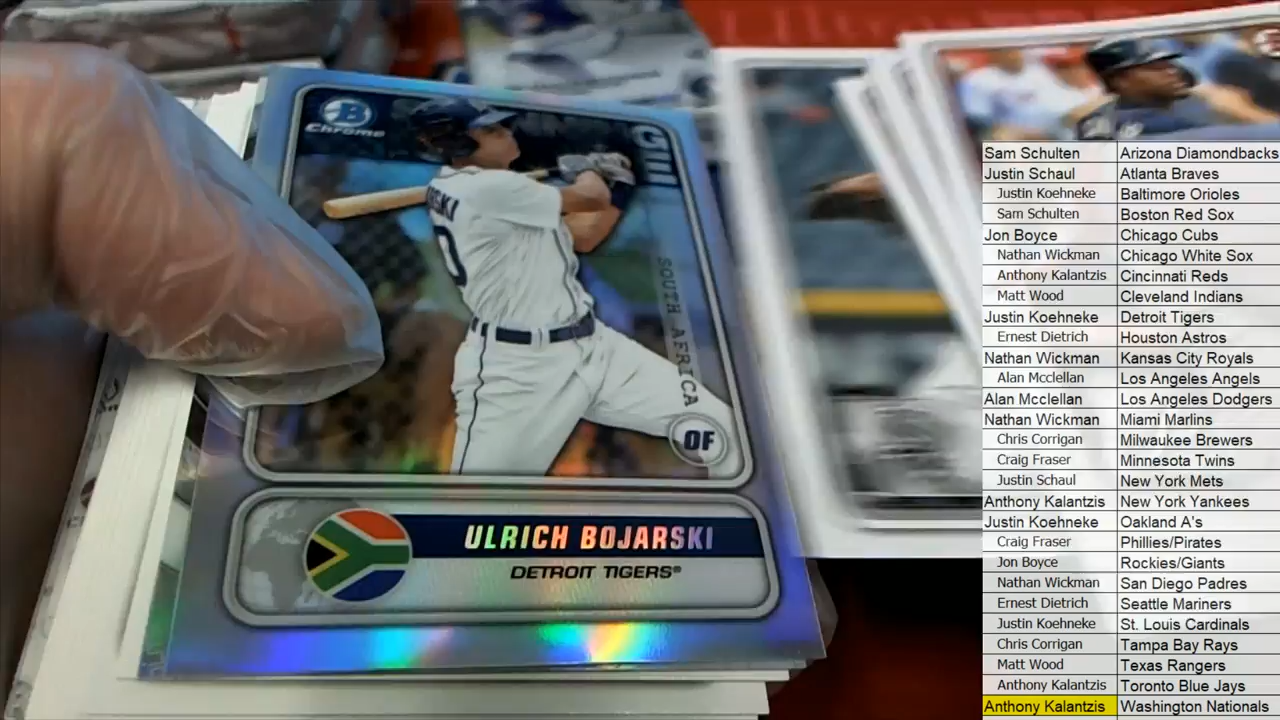 B
Chrome
SOUTH AFRICA
OF
ULRICH BOJARSKI
DETROIT TIGERS®
Sam Schulten Arizona Diamondbacks
Justin Schaul Atlanta Braves
Justin Koehneke Baltimore Orioles
Sam Schulten Boston Red Sox
Jon Boyce Chicago Cubs
Nathan Wickman Chicago White Sox
Anthony Kalantzis Cincinnati Reds
Matt Wood Cleveland Indians
Justin Koehneke Detroit Tigers
Ernest Dietrich Houston Astros
Nathan Wickman Kansas City Royals
Alan Mcclellan Los Angeles Angels
Alan Mcclellan Los Angeles Dodgers
Nathan Wickman Miami Marlins
Chris Corrigan Milwaukee Brewers
Craig Fraser Minnesota Twins
Justin Schaul New York Mets
Anthony Kalantzis New York Yankees
Justin Koehneke Oakland A's
Craig Fraser Phillies/Pirates
Jon Boyce Rockies/Giants
Nathan Wickman San Diego Padres
Ernest Dietrich Seattle Mariners
Justin Koehneke St. Louis Cardinals
Chris Corrigan Tampa Bay Rays
Matt Wood Texas Rangers
Anthony Kalantzis Toronto Blue Jays
Anthony Kalantzis Washington Nationals